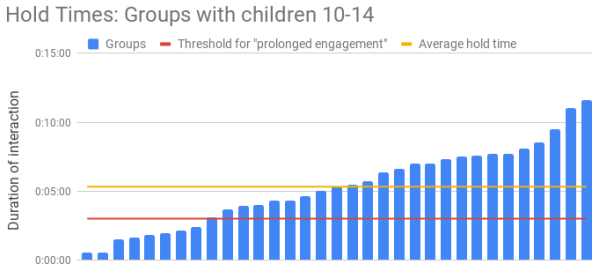 Hold Times: Groups with children 10-14
Groups Threshold for "prolonged engagement" Average hold time
0:15:00
0:10:00
0:05:00
0:00:00
Duration of interaction